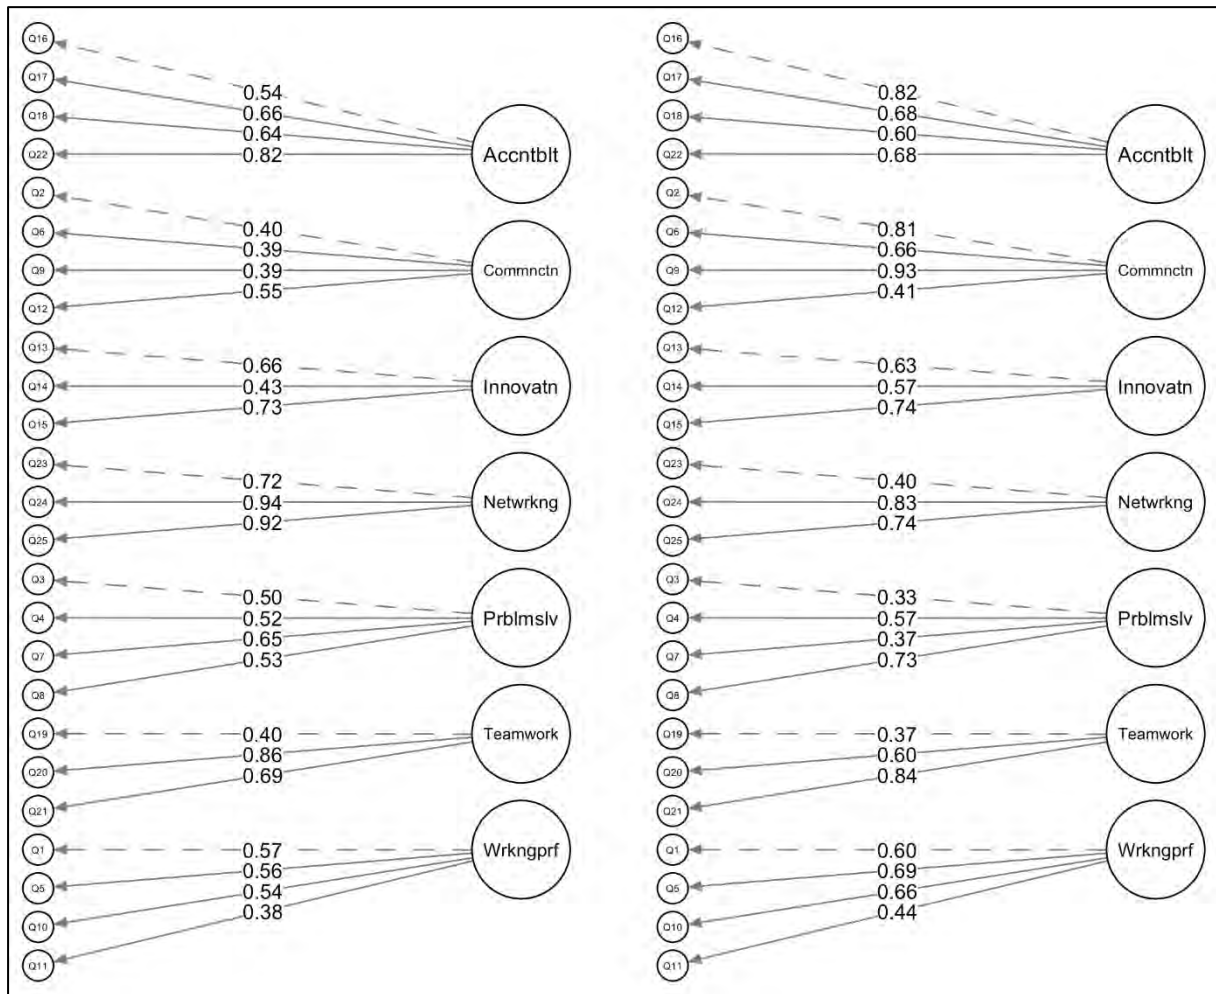 Q16
Q17
Q18
Q22
0.54
0.66
0.64
0.82
Accntblt
Q2
Q6
Q9
Q12
0.40
0.39
0.39
0.55
Commnctn
Q13
Q14
Q15
0.66
0.43
0.73
Innovatn
Q23
Q24
Q25
0.72
0.94
0.92
Netwrkng
Q3
Q4
Q7
Q8
0.50
0.52
0.65
0.53
Prblmslv
Q19
Q20
Q21
0.40
0.86
0.69
Teamwork
Q1
Q5
Q10
Q11
0.57
0.56
0.54
0.38
Wrkngprf
Q16
Q17
Q18
Q22
0.82
0.68
0.60
0.68
Accntblt
Q2
Q6
Q9
Q12
0.81
0.66
0.93
0.41
Commnctn
Q13
Q14
Q15
0.63
0.57
0.74
Innovatn
Q23
Q24
Q25
0.40
0.83
0.74
Netwrkng
Q3
Q4
Q7
Q8
0.33
0.57
0.37
0.73
Prblmslv
Q19
Q20
Q21
0.37
0.60
0.84
Teamwork
Q1
Q5
Q10
Q11
0.60
0.69
0.66
0.44
Wrkngprf